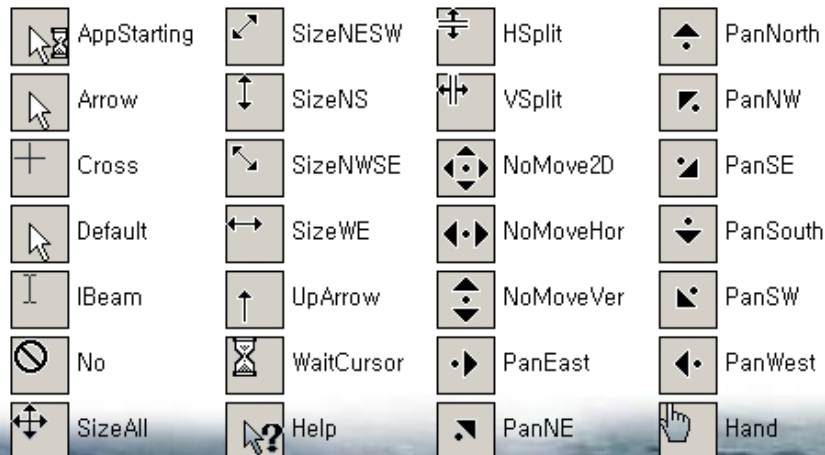 AppStarting
Arrow
Cross
Default
IBeam
No
SizeAll
SizeNESW
SizeNS
SizeNWSE
SizeWE
UpArrow
WaitCursor
Help
HSplit
VSplit
NoMove2D
NoMoveHor
NoMoveVer
PanEast
PanNE
PanNorth
PanNW
PanSE
PanSouth
PanSW
PanWest
Hand